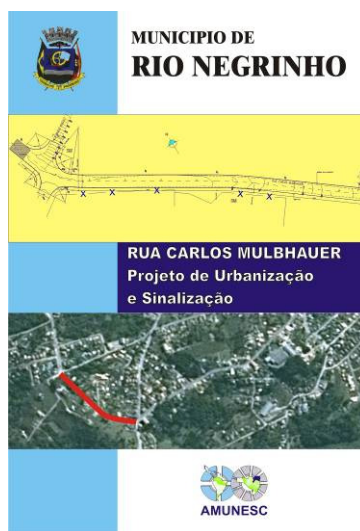 MUNICIPIO DE
RIO NEGRINHO
RUA CARLOS MULBHAUER
Projeto de Urbanização
e Sinalização
AMUNESC